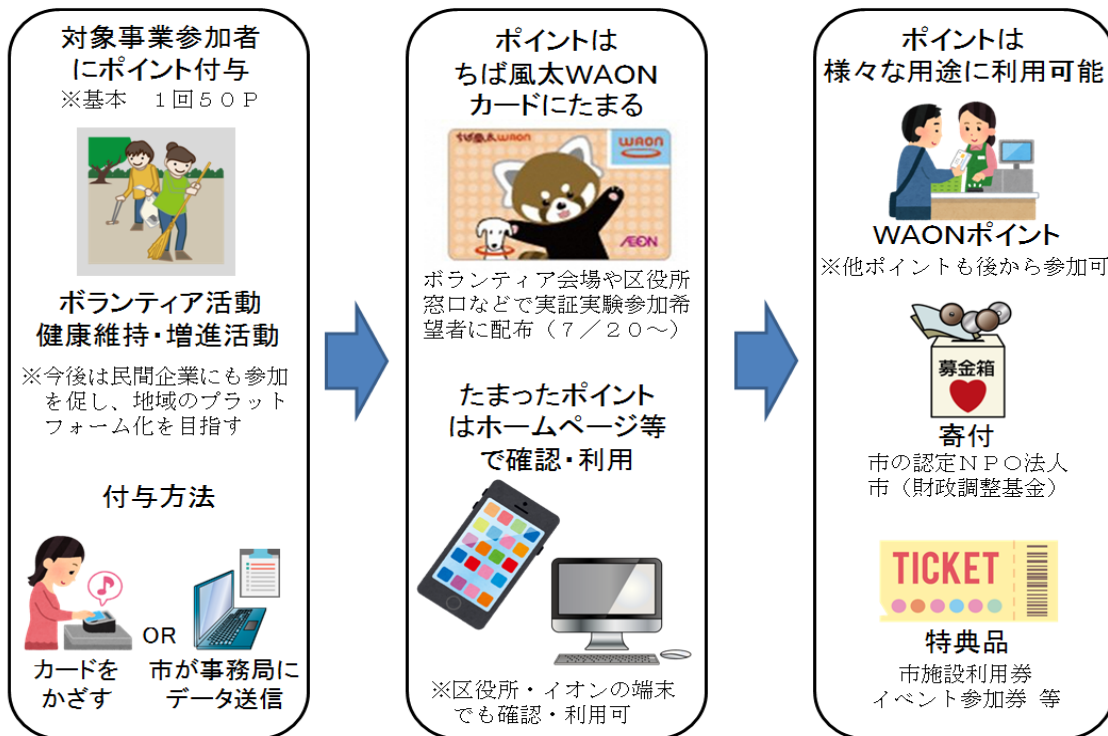 対象事業参加者
にポイント付与
※基本　１回５０Ｐ
ボランティア活動
健康維持・増進活動
※今後は民間企業にも参加
を促し、地域のプラット
フォーム化を目指す
付与方法
OR
カードを
かざす
市が事務局に
データ送信
ポイントは
ちば風太WAON
カードにたまる
ちば風太WAON
WAON
ÆON
ボランティア会場や区役所
窓口などで実証実験参加希
望者に配布（７／２０～）
たまったポイント
はホームページ等
で確認・利用
※区役所・イオンの端末
でも確認・利用可
ポイントは
様々な用途に利用可能
WAONポイント
※他ポイントも後から参加可
募金箱
寄付
市の認定ＮＰＯ法人
市（財政調整基金）
TICKET
特典品
市施設利用券
イベント参加券 等